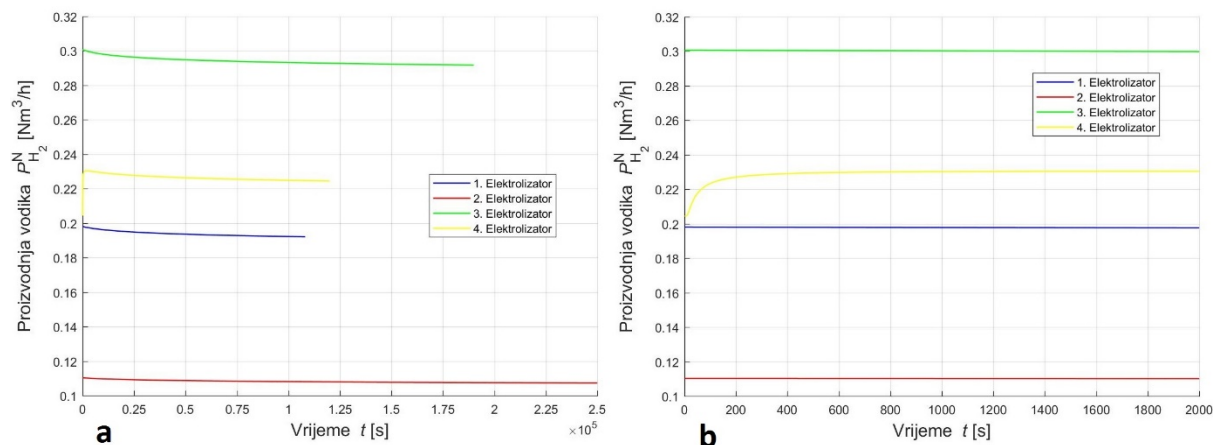 0.32
0.3
0.28
0.26
0.24
0.22
0.2
0.18
0.16
0.14
0.12
0.1
Proizvodnja vodika P^N_{H_2} [Nm^3/h]
0 0.25 0.5 0.75 1 1.25 1.5 1.75 2 2.25 2.5
×10^5
Vrijeme t [s]
1. Elektrolizator
2. Elektrolizator
3. Elektrolizator
4. Elektrolizator
a
0.32
0.3
0.28
0.26
0.24
0.22
0.2
0.18
0.16
0.14
0.12
0.1
Proizvodnja vodika P^N_{H_2} [Nm^3/h]
0 200 400 600 800 1000 1200 1400 1600 1800 2000
Vrijeme t [s]
1. Elektrolizator
2. Elektrolizator
3. Elektrolizator
4. Elektrolizator
b